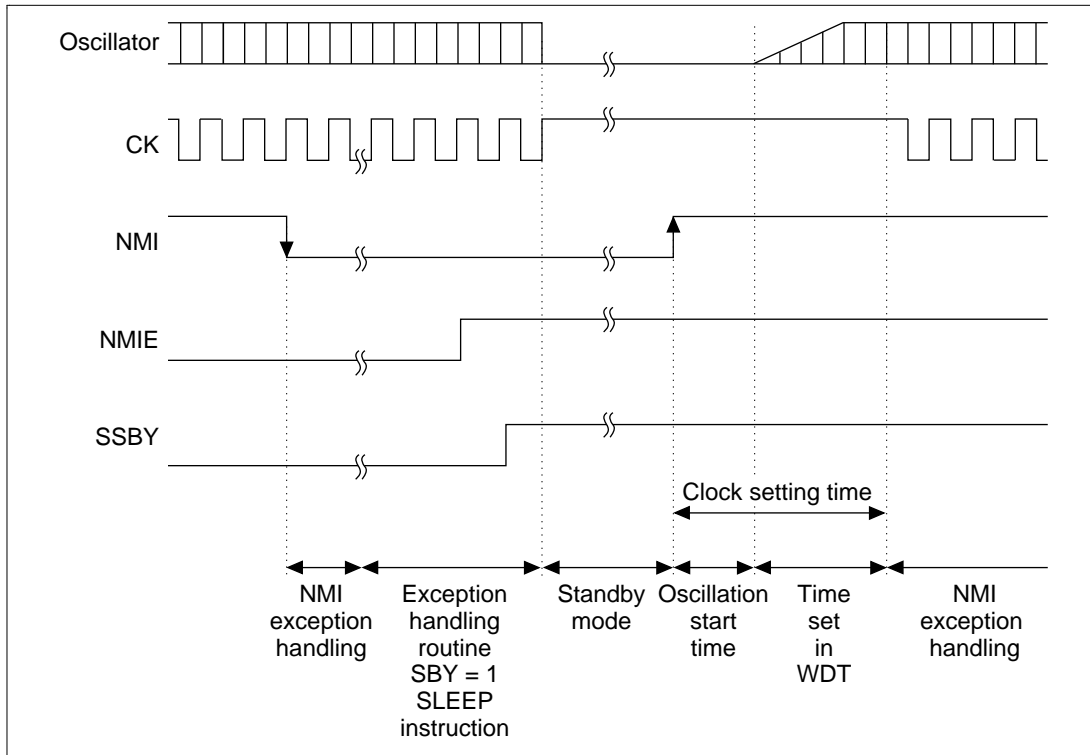 Oscillator
CK
NMI
NMIE
SSBY
Clock setting time
NMI
exception
handling
Exception
handling
routine
SBY = 1
SLEEP
instruction
Standby
mode
Oscillation
start
time
Time
set
in
WDT
NMI
exception
handling